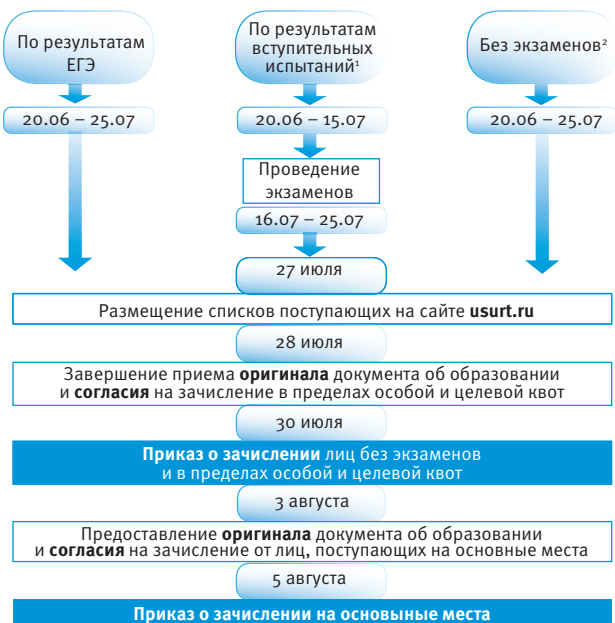 По результатам
ЕГЭ
По результатам
вступительных
испытаний¹
Без экзаменов²
20.06 – 25.07
20.06 – 15.07
20.06 – 25.07
Проведение
экзаменов
16.07 – 25.07
27 июля
Размещение списков поступающих на сайте usurt.ru
28 июля
Завершение приема оригинала документа об образовании
и согласия на зачисление в пределах особой и целевой квот
30 июля
Приказ о зачислении лиц без экзаменов
и в пределах особой и целевой квот
3 августа
Предоставление оригинала документа об образовании
и согласия на зачисление от лиц, поступающих на основные места
5 августа
Приказ о зачислении на основыные места